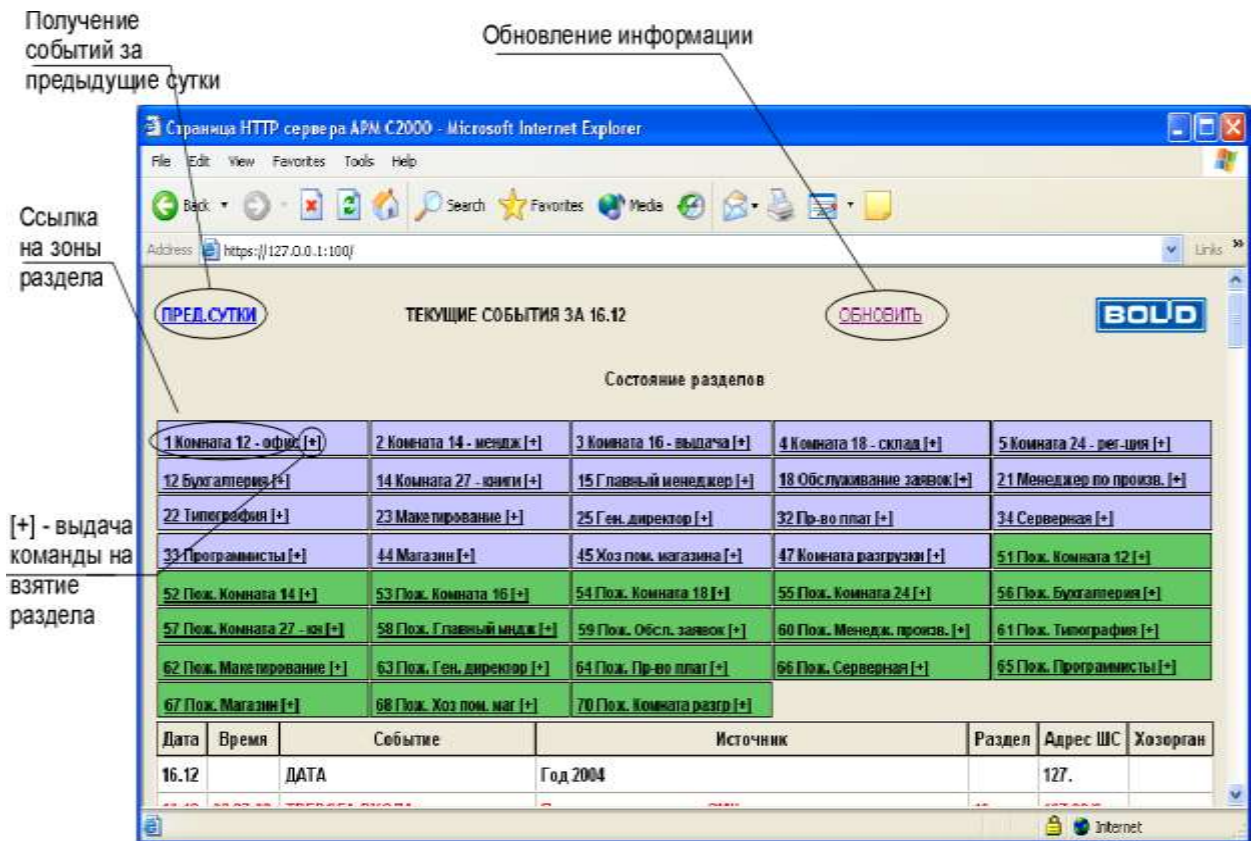 Получение
событий за
предыдущие сутки
Обновление информации
Страница HTTP сервера АРМ С2000 - Microsoft Internet Explorer
File Edit View Favorites Tools Help
Back Search Favorites Media
Ссылка
на зоны
раздела
Address https://127.0.0.1:100/ Links
ПРЕД.СУТКИ ТЕКУЩИЕ СОБЫТИЯ ЗА 16.12 ОБНОВИТЬ BOLID
Состояние разделов
1 Комната 12 - офис [+] 2 Комната 14 - мендж [+] 3 Комната 16 - выдача [+] 4 Комната 18 - склад [+] 5 Комната 24 - рег-ция [+]
12 Бухгалтерия [+] 14 Комната 27 - книги [+] 15 Главный менеджер [+] 18 Обслуживание заявок [+] 21 Менеджер по произв. [+]
22 Типография [+] 23 Макетирование [+] 25 Ген. директор [+] 32 Пр-во плат [+] 34 Серверная [+]
33 Программисты [+] 44 Магазин [+] 45 Хоз пом. магазина [+] 47 Комната разгрузки [+] 51 Пож. Комната 12 [+]
52 Пож. Комната 14 [+] 53 Пож. Комната 16 [+] 54 Пож. Комната 18 [+] 55 Пож. Комната 24 [+] 56 Пож. Бухгалтерия [+]
57 Пож. Комната 27 - кн [+] 58 Пож. Главный мндж [+] 59 Пож. Обсл. заявок [+] 60 Пож. Менедж. произв. [+] 61 Пож. Типография [+]
62 Пож. Макетирование [+] 63 Пож. Ген. директор [+] 64 Пож. Пр-во плат [+] 66 Пож. Серверная [+] 65 Пож. Программисты [+]
67 Пож. Магазин [+] 68 Пож. Хоз пом. маг [+] 70 Пож. Комната разгр [+]
[+] - выдача
команды на
взятие
раздела
Дата Время Событие Источник Раздел Адрес ШС Хозорган
16.12 ДАТА Год 2004 127.
Internet